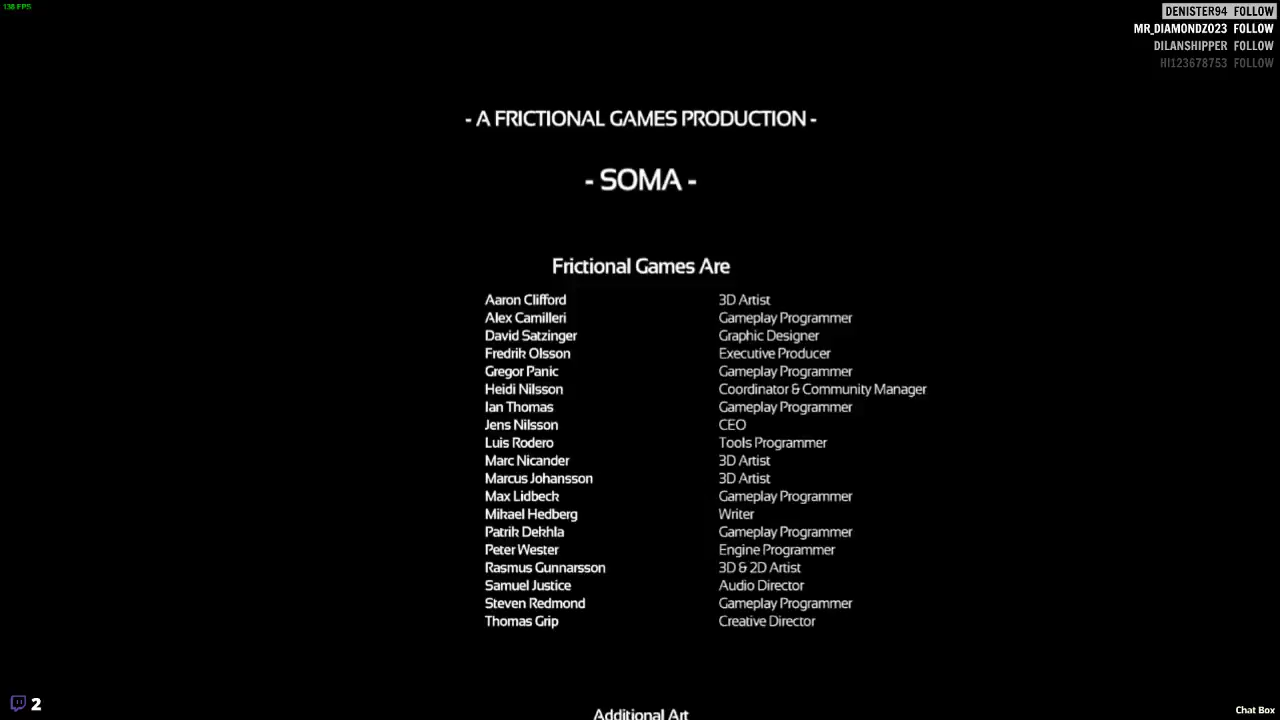 138 FPS
DENISTER94 FOLLOW
MR_DIAMONDZ023 FOLLOW
DILANSHIPPER FOLLOW
HI123678753 FOLLOW
- A FRICTIONAL GAMES PRODUCTION -
- SOMA -
Frictional Games Are
Aaron Clifford 3D Artist
Alex Camilleri Gameplay Programmer
David Satzinger Graphic Designer
Fredrik Olsson Executive Producer
Gregor Panic Gameplay Programmer
Heidi Nilsson Coordinator & Community Manager
Ian Thomas Gameplay Programmer
Jens Nilsson CEO
Luis Rodero Tools Programmer
Marc Nicander 3D Artist
Marcus Johansson 3D Artist
Max Lidbeck Gameplay Programmer
Mikael Hedberg Writer
Patrik Dekhla Gameplay Programmer
Peter Wester Engine Programmer
Rasmus Gunnarsson 3D & 2D Artist
Samuel Justice Audio Director
Steven Redmond Gameplay Programmer
Thomas Grip Creative Director
2
Chat Box
Additional Art